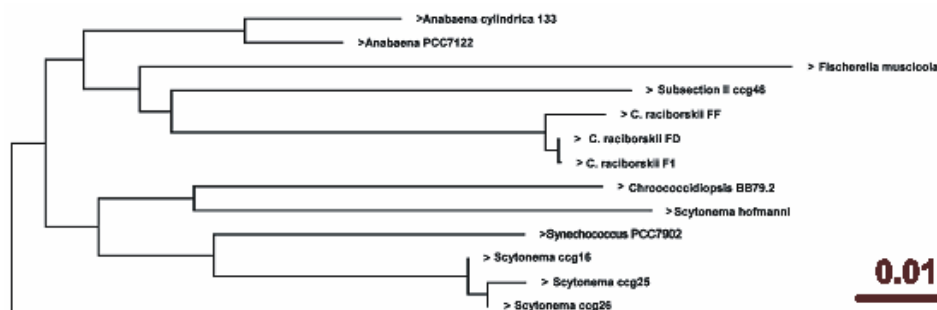 >Anabaena cylindrica 133
>Anabaena PCC7122
> Fischerella muscicola
> Subsection II ccg46
> C. raciborskii FF
> C. raciborskii FD
> C. raciborskii F1
> Chroococcidiopsis BB79.2
>Scytonema hofmanni
>Synechococcus PCC7902
> Scytonema ccg16
> Scytonema ccg25
> Scytonema ccg26
0.01